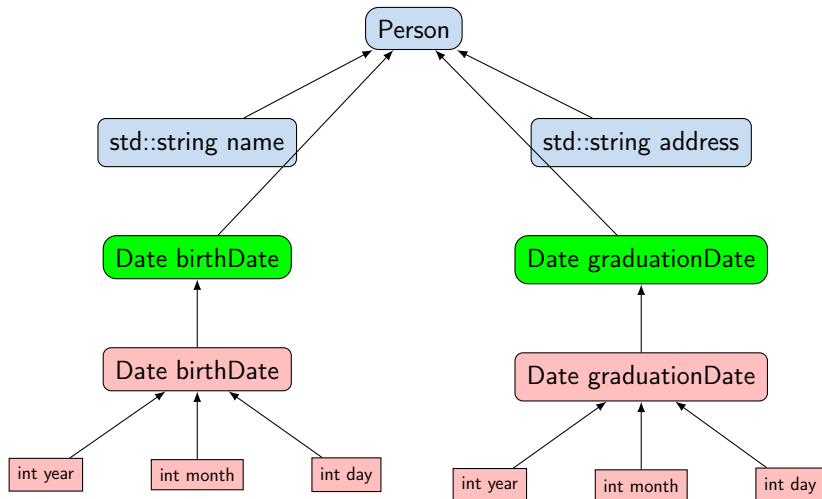 Person
std::string name
std::string address
Date birthDate
Date graduationDate
Date birthDate
Date graduationDate
int year
int month
int day
int year
int month
int day